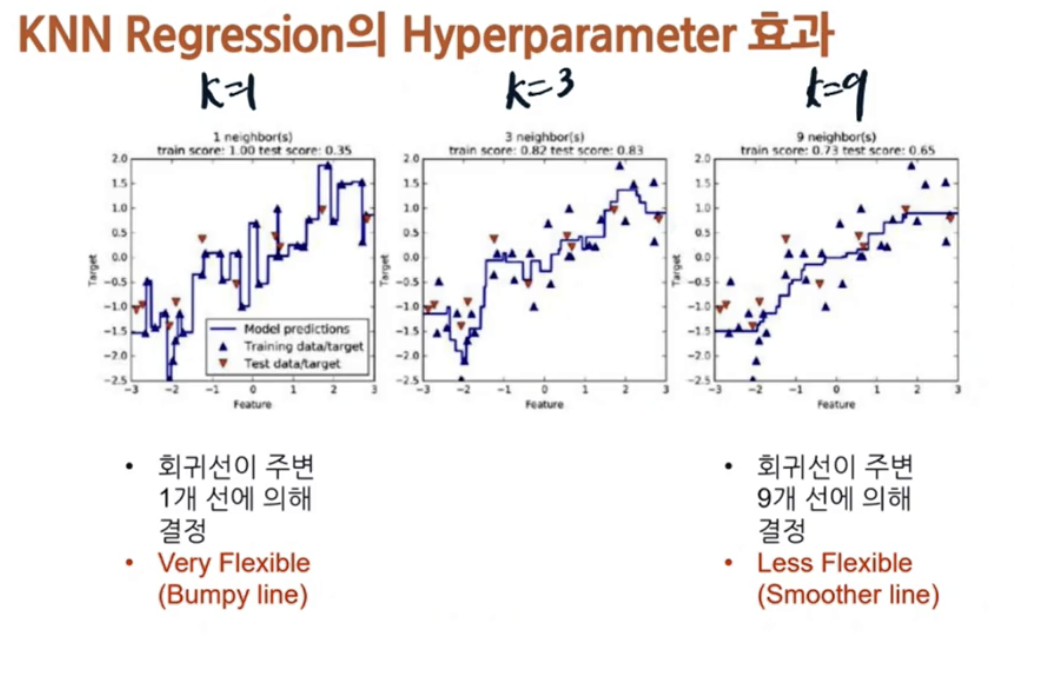 KNN Regression의 Hyperparameter 효과
K=1
K=3
K=9
1 neighbor(s)
train score: 1.00 test score: 0.35
2.0
1.5
1.0
0.5
0.0
−0.5
−1.0
−1.5
−2.0
−2.5
Target
−3 −2 −1 0 1 2 3
Feature
Model predictions
Training data/target
Test data/target
3 neighbor(s)
train score: 0.82 test score: 0.83
2.0
1.5
1.0
0.5
0.0
−0.5
−1.0
−1.5
−2.0
−2.5
Target
−3 −2 −1 0 1 2 3
Feature
9 neighbor(s)
train score: 0.73 test score: 0.65
2.0
1.5
1.0
0.5
0.0
−0.5
−1.0
−1.5
−2.0
−2.5
Target
−3 −2 −1 0 1 2 3
Feature
• 회귀선이 주변
1개 선에 의해
결정
• Very Flexible
(Bumpy line)
• 회귀선이 주변
9개 선에 의해
결정
• Less Flexible
(Smoother line)